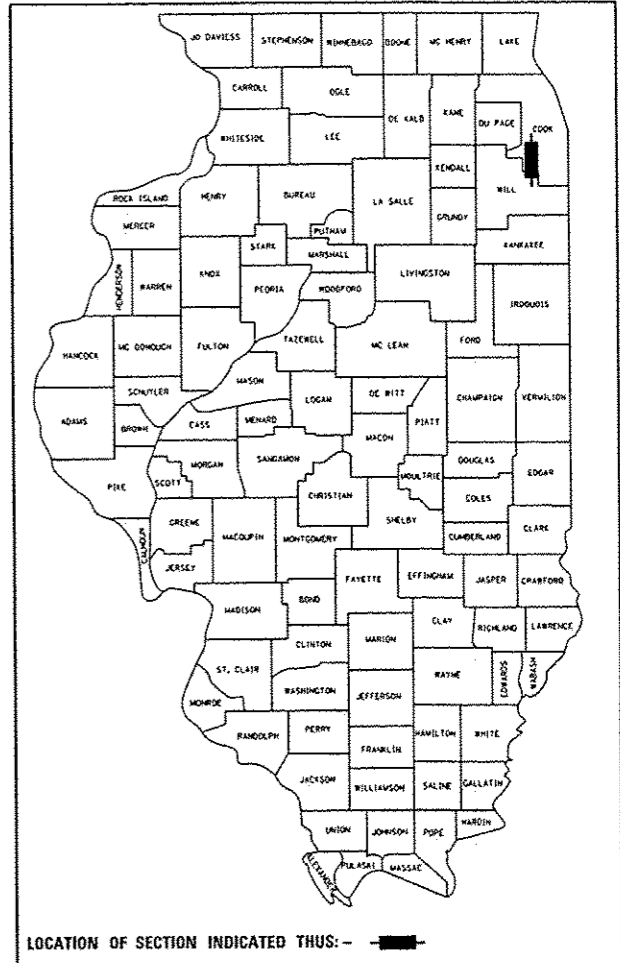 JO DAVIESS STEPHENSON WINNEBAGO BOONE MC HENRY LAKE
CARROLL OGLE DE KALB KANE DU PAGE COOK
WHITESIDE LEE KENDALL WILL
ROCK ISLAND HENRY BUREAU LA SALLE GRUNDY
MERCER PUTNAM KANKAKEE
STARK MARSHALL
HENDERSON WARREN KNOX PEORIA WOODFORD LIVINGSTON IROQUOIS
HANCOCK MC DONOUGH FULTON TAZEWELL MC LEAN FORD
MASON
SCHUYLER LOGAN DE WITT CHAMPAIGN VERMILION
ADAMS BROWN CASS MENARD MACON PIATT
MORGAN SANGAMON DOUGLAS
PIKE SCOTT CHRISTIAN MOULTRIE COLES EDGAR
CALHOUN GREENE MACOUPIN MONTGOMERY SHELBY CUMBERLAND CLARK
JERSEY FAYETTE EFFINGHAM JASPER CRAWFORD
MADISON BOND CLAY RICHLAND LAWRENCE
CLINTON MARION
ST. CLAIR WAYNE EDWARDS WABASH
WASHINGTON JEFFERSON
MONROE
RANDOLPH PERRY HAMILTON WHITE
FRANKLIN
JACKSON WILLIAMSON SALINE GALLATIN
UNION JOHNSON POPE HARDIN
ALEXANDER PULASKI MASSAC
LOCATION OF SECTION INDICATED THUS: -